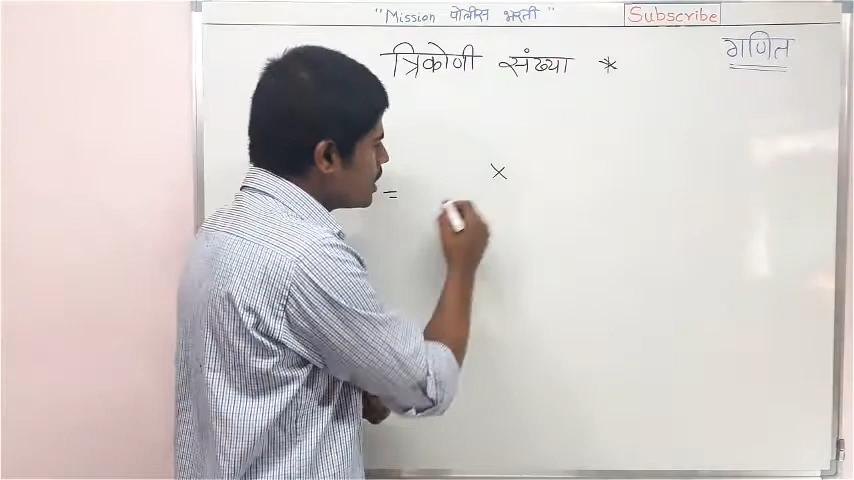 "Mission पोलीस भरती" Subscribe
त्रिकोणी संख्या * गणित
×
=